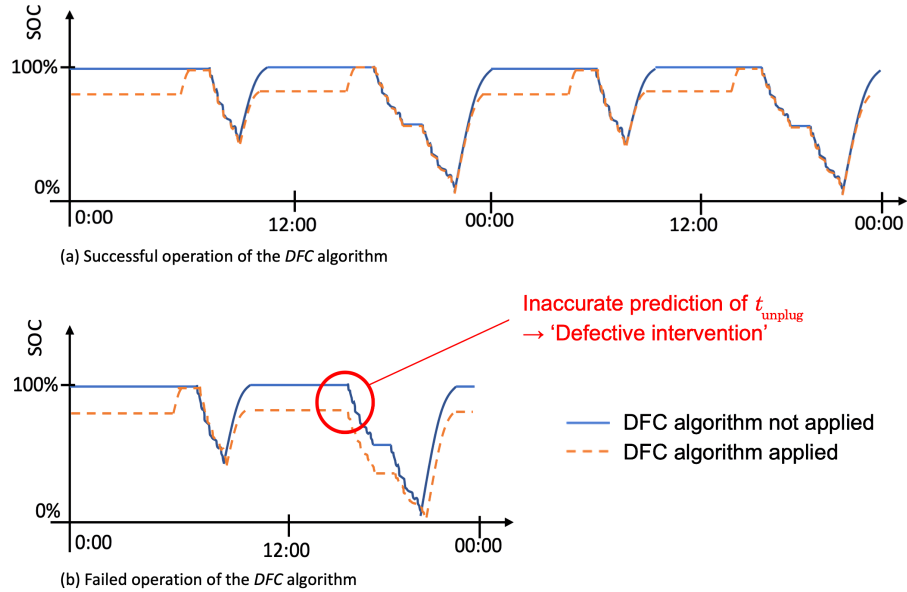 SOC
100%
0%
0:00
12:00
00:00
12:00
00:00
(a) Successful operation of the DFC algorithm
Inaccurate prediction of t unplug
→ ‘Defective intervention’
SOC
100%
0%
0:00
12:00
00:00
DFC algorithm not applied
DFC algorithm applied
(b) Failed operation of the DFC algorithm